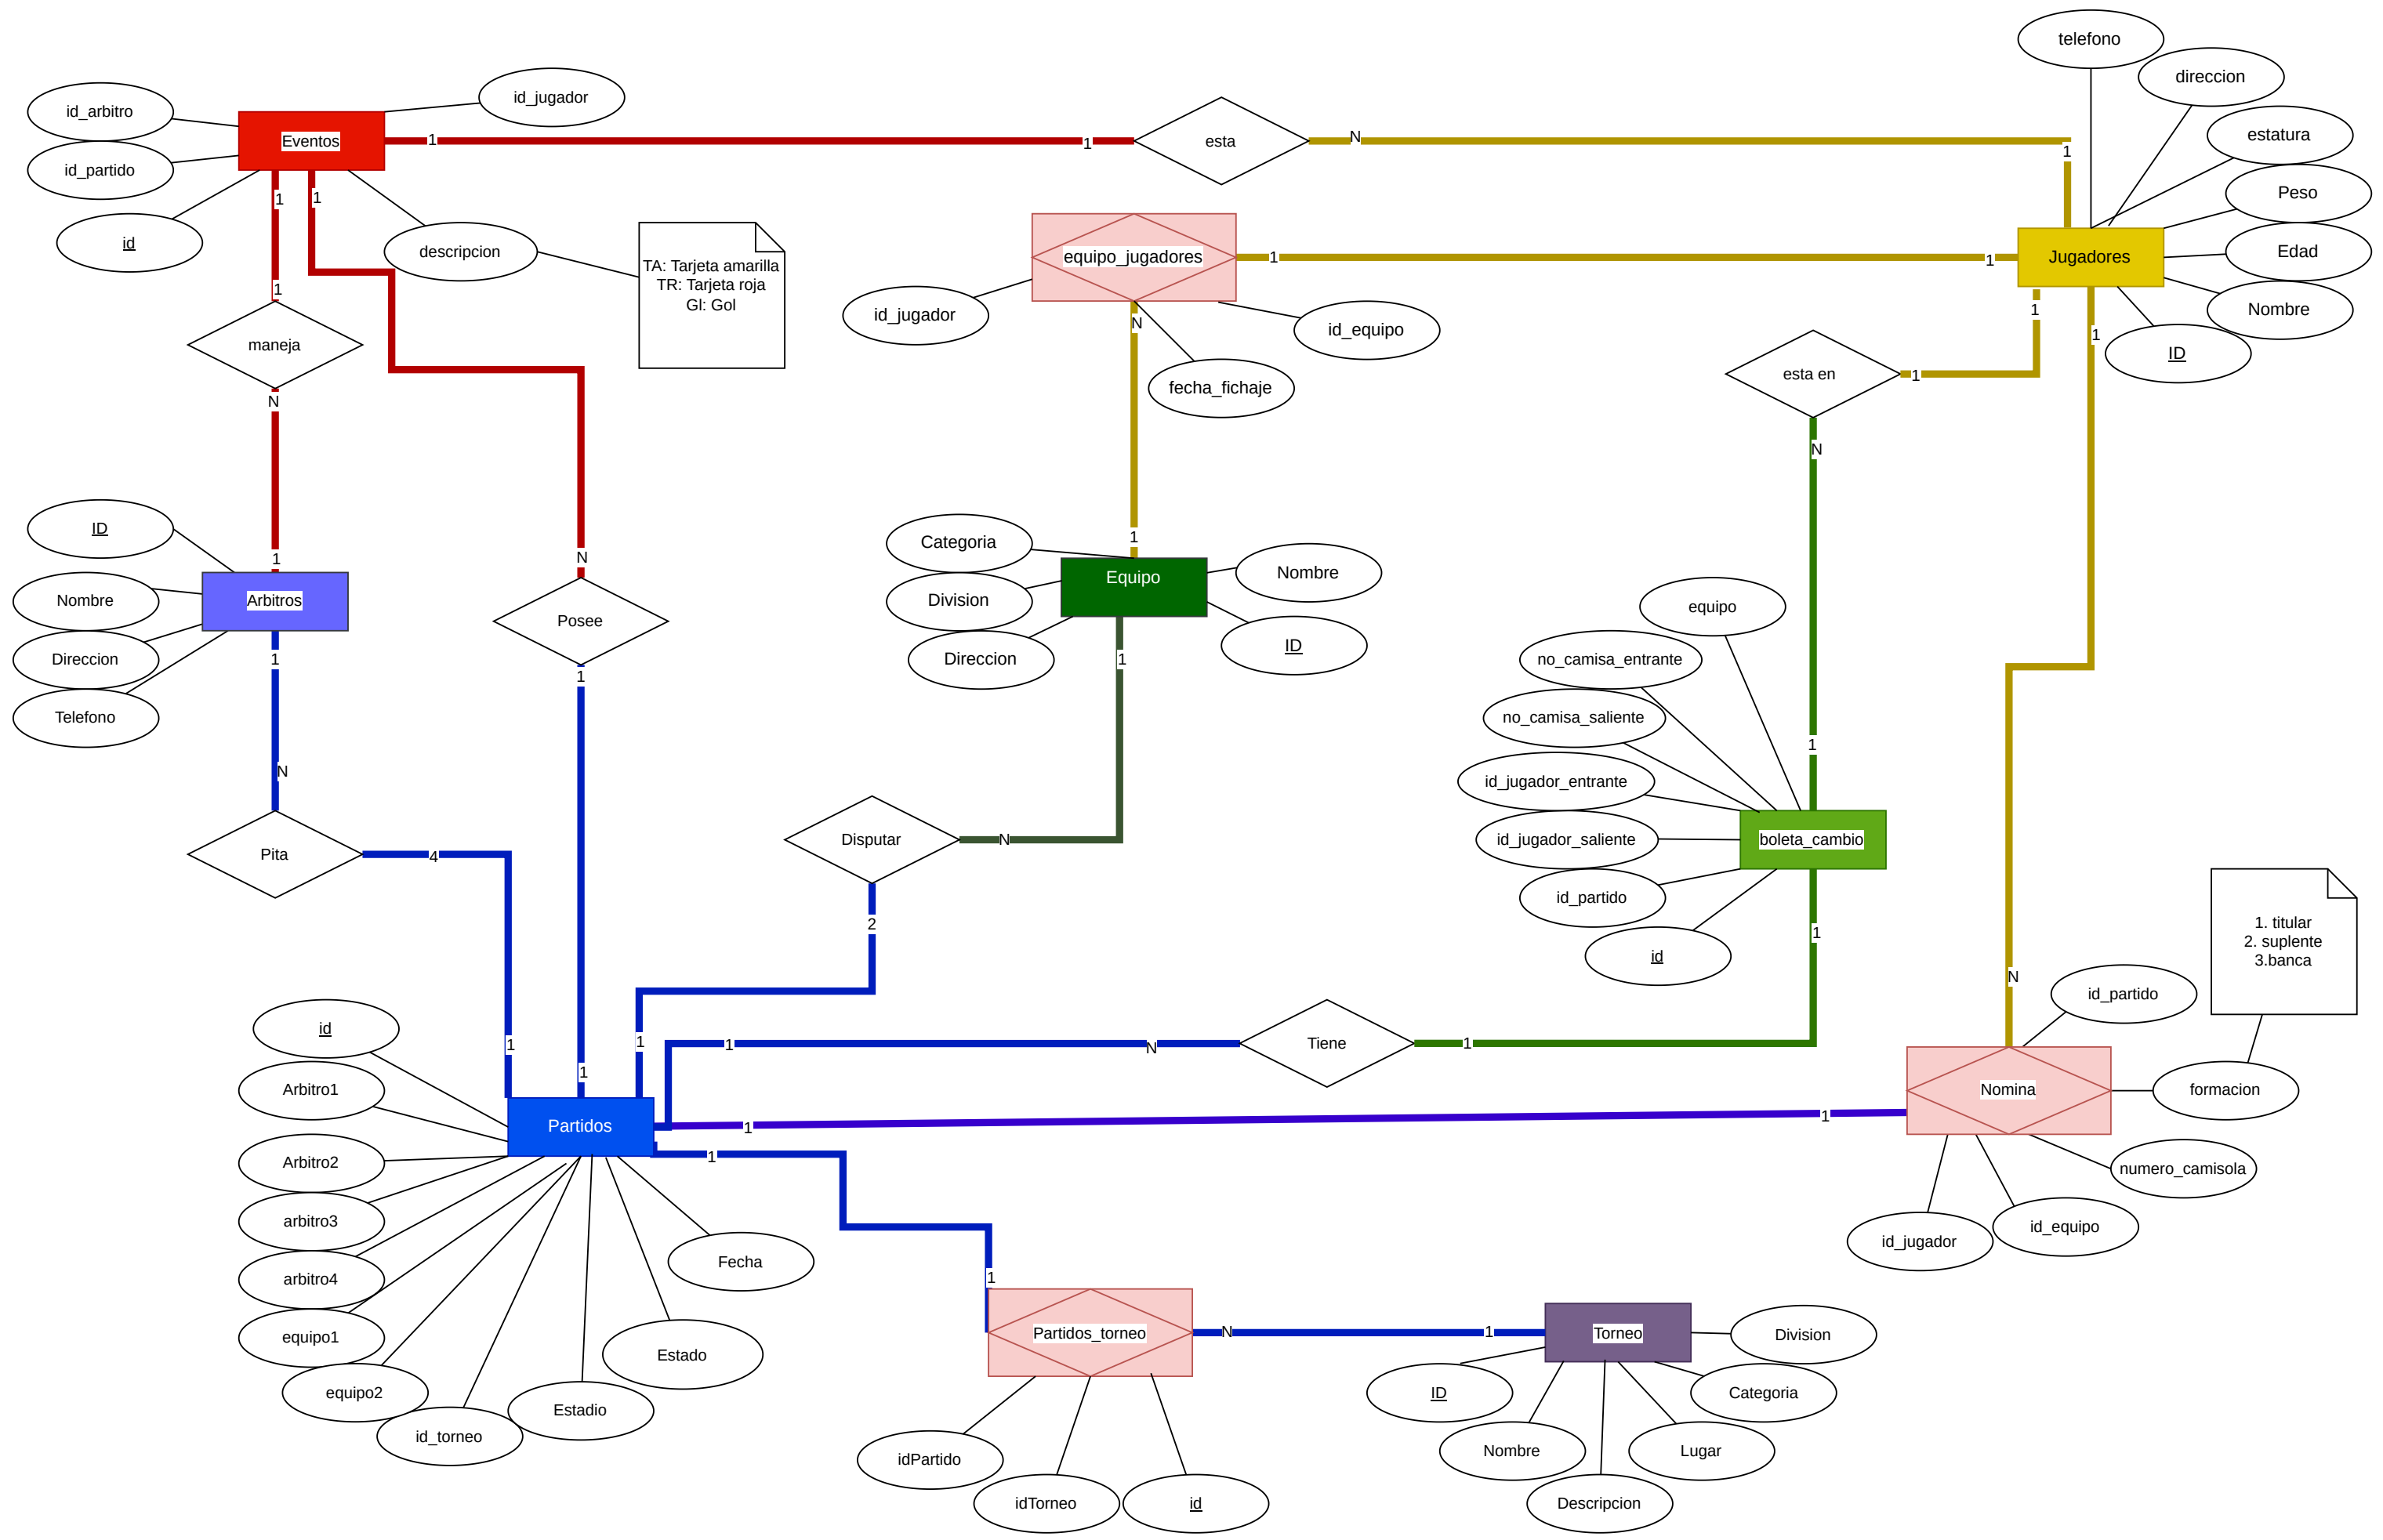 telefono
direccion
id_jugador
id_arbitro
Eventos
1
1
esta
N
1
estatura
id_partido
Peso
id
1
1
descripcion
TA: Tarjeta amarilla
TR: Tarjeta roja
Gl: Gol
equipo_jugadores
1
1
Jugadores
Edad
Nombre
ID
id_jugador
id_equipo
fecha_fichaje
N
1
1
1
maneja
N
esta en
1
N
ID
1
Arbitros
Nombre
Direccion
Telefono
1
N
Posee
1
Categoria
1
Equipo
Nombre
Division
Direccion
ID
1
equipo
no_camisa_entrante
no_camisa_saliente
1
id_jugador_entrante
id_jugador_saliente
boleta_cambio
id_partido
id
1
Pita
4
Disputar
N
2
1. titular
2. suplente
3.banca
N
id_partido
id
1
1
1
N
Tiene
1
Arbitro1
1
Partidos
1
1
Nomina
formacion
Arbitro2
1
numero_camisola
arbitro3
id_jugador
id_equipo
arbitro4
Fecha
1
equipo1
Estado
Partidos_torneo
N
1
Torneo
Division
equipo2
Estadio
ID
Categoria
id_torneo
idPartido
Nombre
Lugar
idTorneo
id
Descripcion